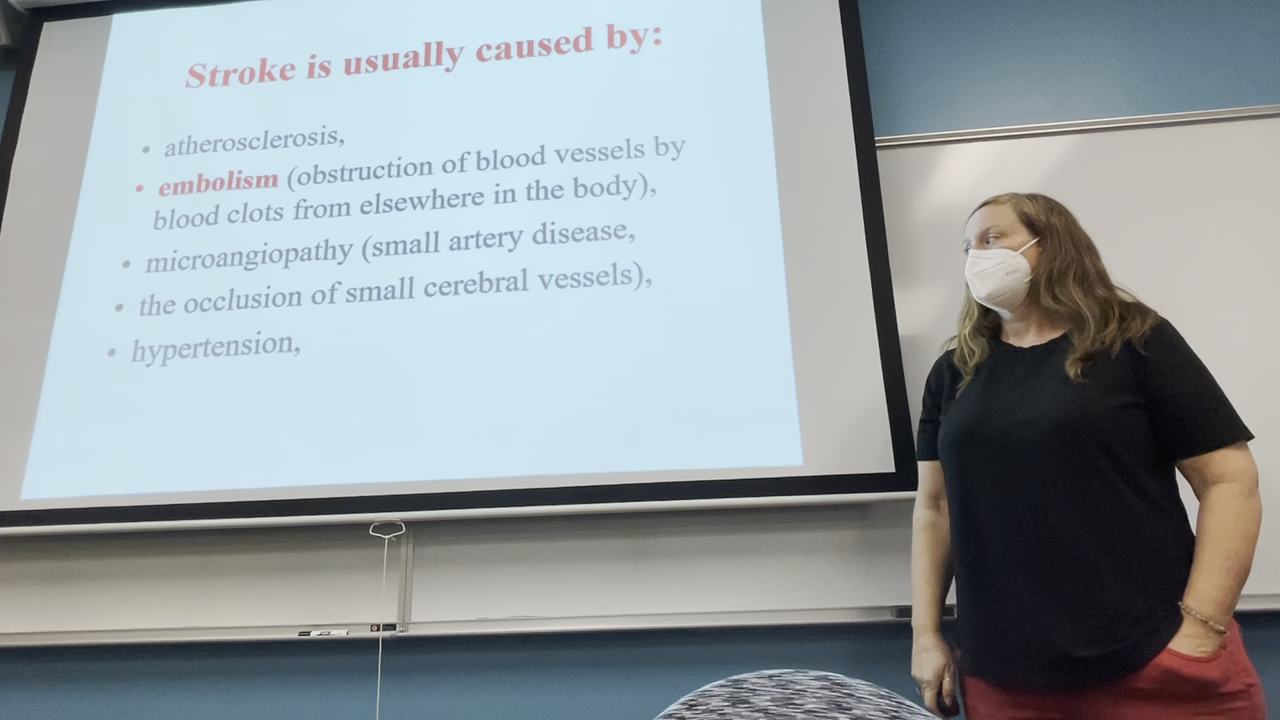 Stroke is usually caused by:
• atherosclerosis,
• embolism (obstruction of blood vessels by
blood clots from elsewhere in the body),
• microangiopathy (small artery disease,
• the occlusion of small cerebral vessels),
• hypertension,